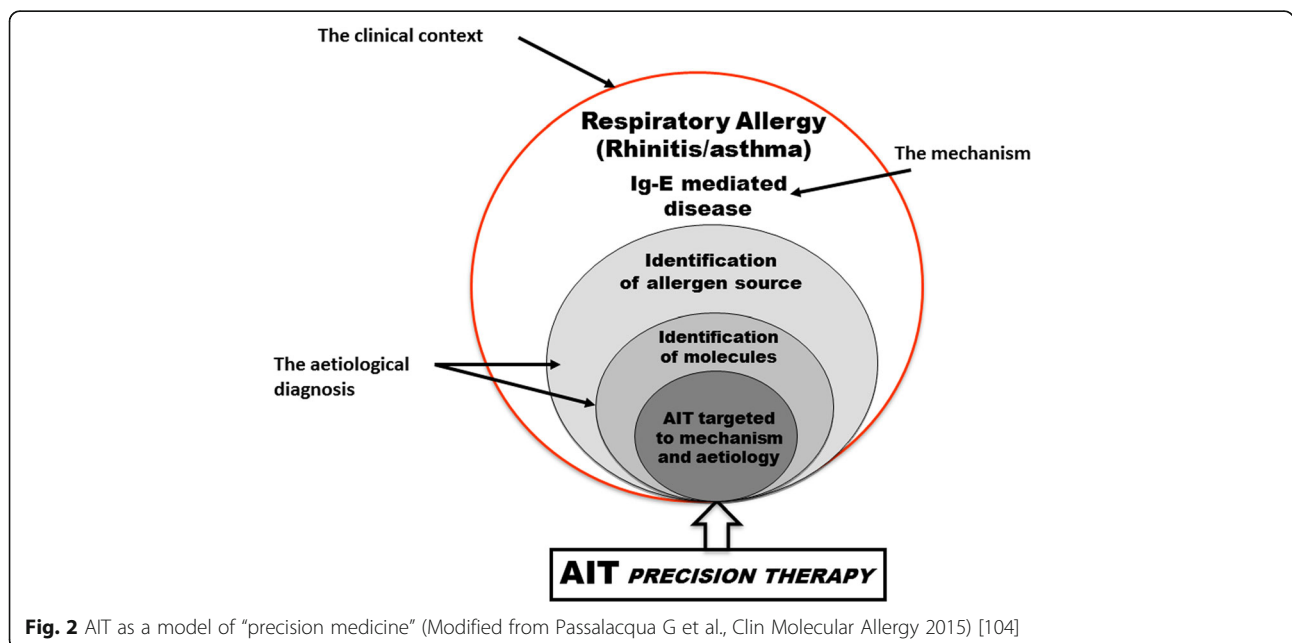 The clinical context
Respiratory Allergy
(Rhinitis/asthma)
The mechanism
Ig-E mediated
disease
Identification
of allergen source
Identification
of molecules
The aetiological
diagnosis
AIT targeted
to mechanism
and aetiology
AIT PRECISION THERAPY
Fig. 2 AIT as a model of “precision medicine” (Modified from Passalacqua G et al., Clin Molecular Allergy 2015) [104]